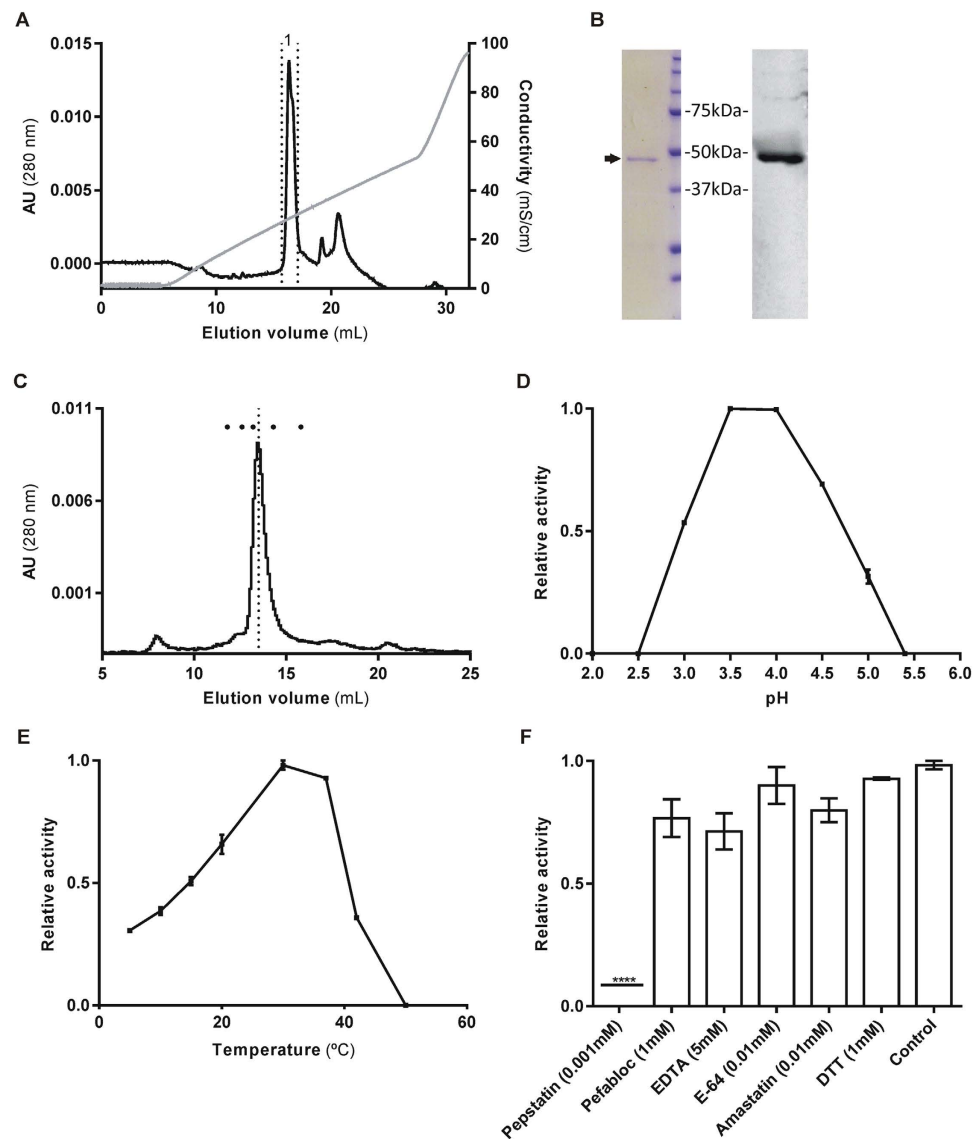 A
1
0.015
0.010
0.005
0.000
AU (280 nm)
100
80
60
40
20
0
Conductivity (mS/cm)
0
10
20
30
Elution volume (mL)
B
-75kDa-
-50kDa-
-37kDa-
C
0.011
0.006
0.001
AU (280 nm)
5
10
15
20
25
Elution volume (mL)
D
1.0
0.5
0.0
Relative activity
2.0
2.5
3.0
3.5
4.0
4.5
5.0
5.5
6.0
pH
E
1.0
0.5
0.0
Relative activity
0
20
40
60
Temperature (ºC)
F
1.0
0.5
0.0
Relative activity
****
Pepstatin (0.001mM)
Pefabloc (1mM)
EDTA (5mM)
E-64 (0.01mM)
Amastatin (0.01mM)
DTT (1mM)
Control